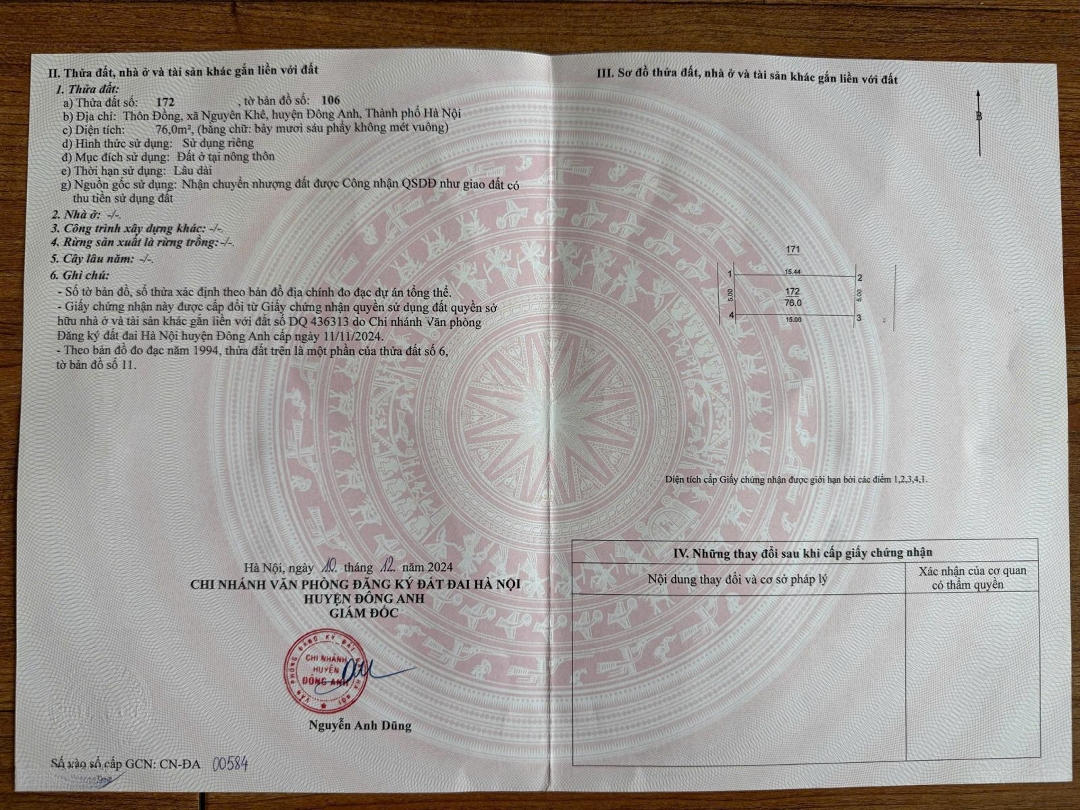 II. Thửa đất, nhà ở và tài sản khác gắn liền với đất
1. Thửa đất:
a) Thửa đất số: 172 , tờ bản đồ số: 106
b) Địa chỉ: Thôn Đồng, xã Nguyên Khê, huyện Đông Anh, Thành phố Hà Nội
c) Diện tích: 76,0m², (bằng chữ: bảy mươi sáu phẩy không mét vuông)
d) Hình thức sử dụng: Sử dụng riêng
đ) Mục đích sử dụng: Đất ở tại nông thôn
e) Thời hạn sử dụng: Lâu dài
g) Nguồn gốc sử dụng: Nhận chuyển nhượng đất được Công nhận QSDĐ như giao đất có
thu tiền sử dụng đất
2. Nhà ở: -/-.
3. Công trình xây dựng khác: -/-.
4. Rừng sản xuất là rừng trồng:-/-.
5. Cây lâu năm: -/-.
6. Ghi chú:
- Số tờ bản đồ, số thửa xác định theo bản đồ địa chính đo đạc dự án tổng thể.
- Giấy chứng nhận này được cấp đổi từ Giấy chứng nhận quyền sử dụng đất quyền sở
hữu nhà ở và tài sản khác gắn liền với đất số DQ 436313 do Chi nhánh Văn phòng
Đăng ký đất đai Hà Nội huyện Đông Anh cấp ngày 11/11/2024.
- Theo bản đồ đo đạc năm 1994, thửa đất trên là một phần của thửa đất số 6,
tờ bản đồ số 11.
Hà Nội, ngày 10 tháng 12 năm 2024
CHI NHÁNH VĂN PHÒNG ĐĂNG KÝ ĐẤT ĐAI HÀ NỘI
HUYỆN ĐÔNG ANH
GIÁM ĐỐC
CHI NHÁNH
HUYỆN
ĐÔNG ANH
Nguyễn Anh Dũng
Số vào sổ cấp GCN: CN-ĐA 00584
III. Sơ đồ thửa đất, nhà ở và tài sản khác gắn liền với đất
B
171
1 15.44 2
5.00 172 5.00
76.0
4 15.00 3
Diện tích cấp Giấy chứng nhận được giới hạn bởi các điểm 1,2,3,4,1.
IV. Những thay đổi sau khi cấp giấy chứng nhận
Nội dung thay đổi và cơ sở pháp lý
Xác nhận của cơ quan
có thẩm quyền